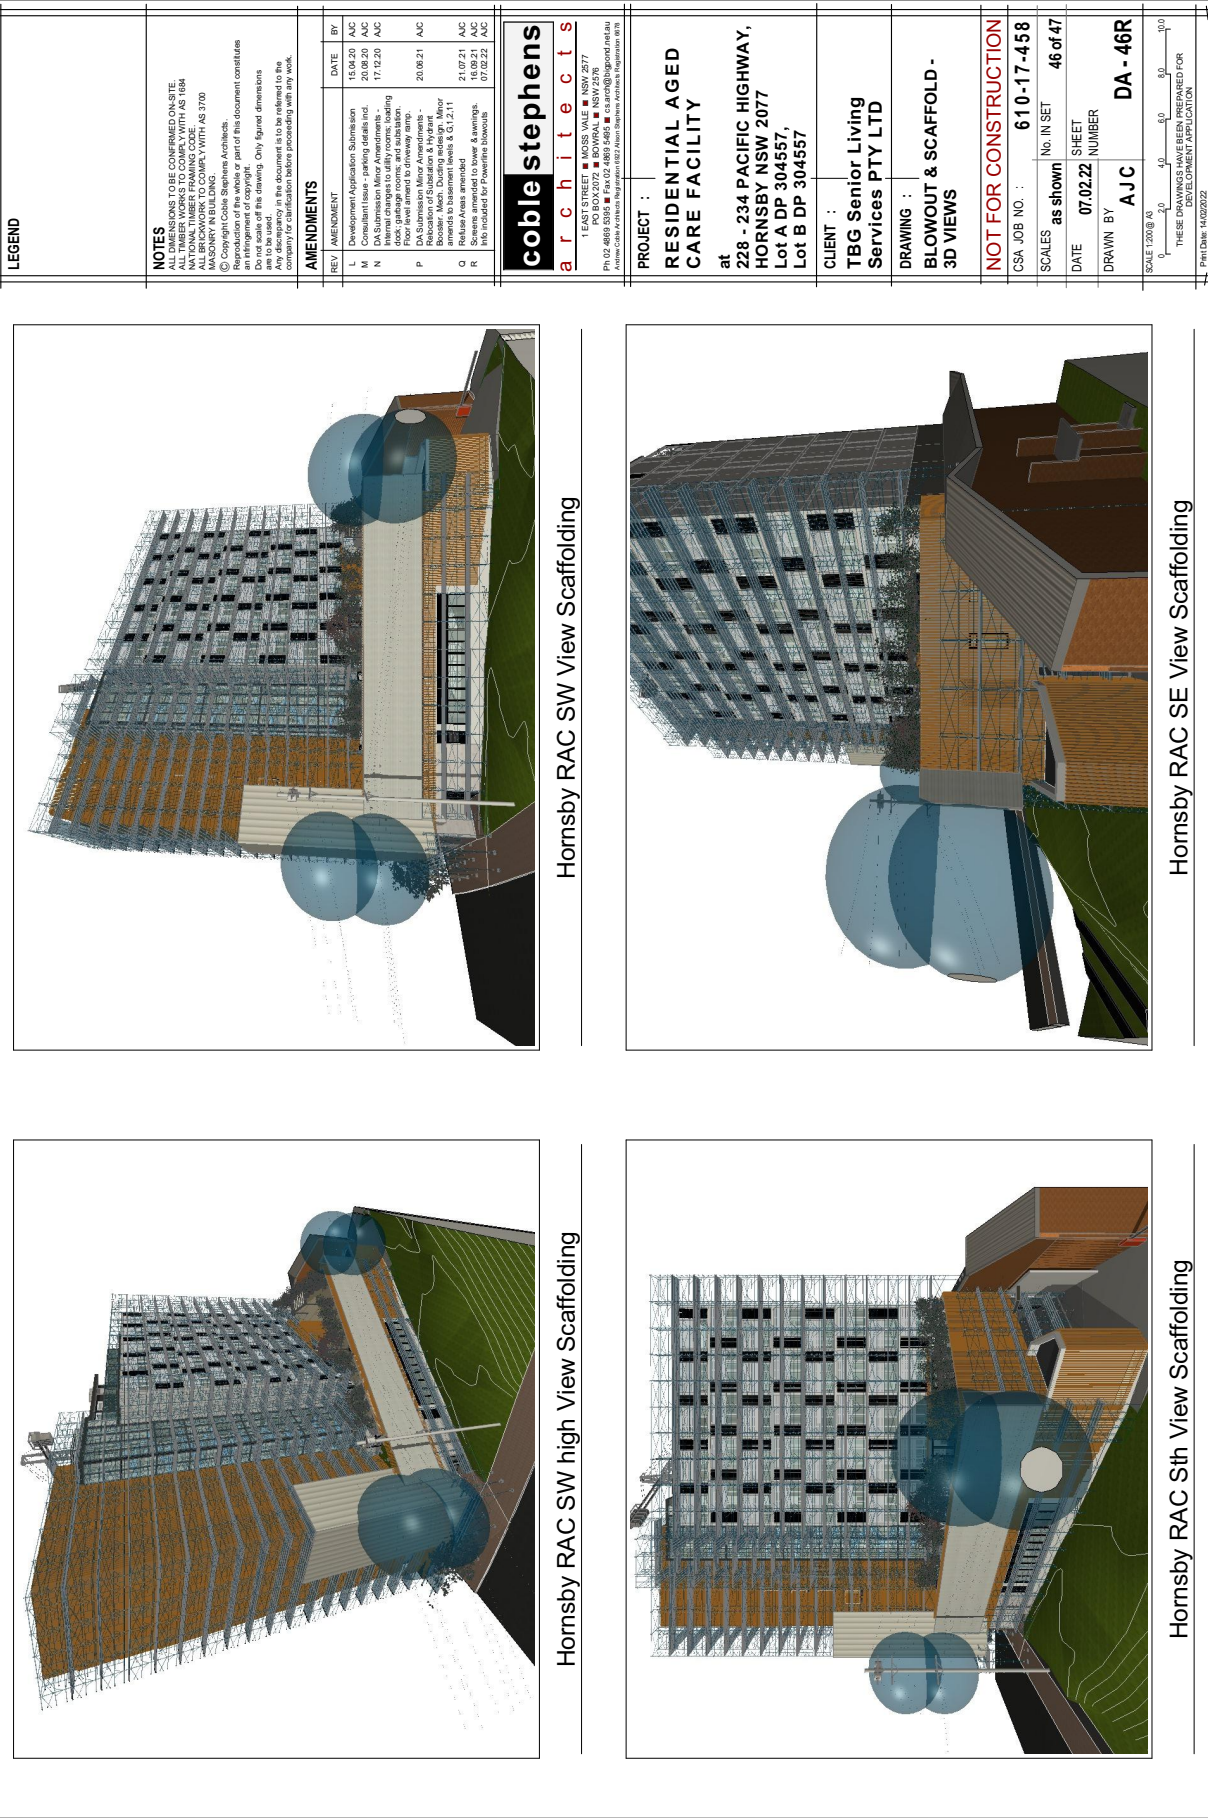 Hornsby RAC SW high View Scaffolding
Hornsby RAC SW View Scaffolding
Hornsby RAC Sth View Scaffolding
Hornsby RAC SE View Scaffolding
LEGEND
NOTES
ALL DIMENSIONS TO BE CONFIRMED ON-SITE.
ALL TIMBER WORKS TO COMPLY WITH AS 1684
NATIONAL TIMBER FRAMING CODE.
ALL BRICKWORK TO COMPLY WITH AS 3700
MASONRY IN BUILDING.
© Copyright Coble Stephens Architects.
Reproduction of the whole or part of this document constitutes
an infringement of copyright.
Do not scale off this drawing. Only figured dimensions
are to be used.
Any discrepancy in the document is to be referred to the
company for clarification before proceeding with any work.
AMENDMENTS
REV AMENDMENT DATE BY
L Development Application Submission 15.04.20 AJC
M Consultant Issue - parking details incl. 20.08.20 AJC
N DA Submission Minor Amendments - 17.12.20 AJC
Internal changes to utility rooms; loading
dock; garbage rooms; and substation.
Floor level amend to driveway ramp.
P DA Submission Minor Amendments - 20.06.21 AJC
Relocation of Substation & Hydrant
Booster. Mech. Ducting redesign. Minor
amends to basement levels & G,1,2,11
Q Refuse Areas amended 21.07.21 AJC
R Screens amended to tower & awnings. 16.09.21 AJC
Info included for Powerline blowouts 07.02.22 AJC
coble stephens
architects
1 EAST STREET ■ MOSS VALE ■ NSW 2577
PO BOX 2072 ■ BOWRAL ■ NSW 2576
Ph 02 4869 5395 ■ Fax 02 4869 5495 ■ cs.arch@bigpond.net.au
Andrew Coble Architects Registration 6922 Alison Stephens Architects Registration 6678
PROJECT :
RESIDENTIAL AGED
CARE FACILITY
at
228 - 234 PACIFIC HIGHWAY,
HORNSBY NSW 2077
Lot A DP 304557,
Lot B DP 304557
CLIENT :
TBG Senior Living
Services PTY LTD
DRAWING :
BLOWOUT & SCAFFOLD -
3D VIEWS
NOT FOR CONSTRUCTION
CSA JOB NO. : 610-17-458
SCALES as shown No. IN SET 46 of 47
DATE 07.02.22 SHEET
NUMBER
DRAWN BY AJC DA - 46R
SCALE 1:200 @ A3
0 2.0 4.0 6.0 8.0 10.0
THESE DRAWINGS HAVE BEEN PREPARED FOR
DEVELOPMENT APPLICATION
Print Date: 14/02/2022